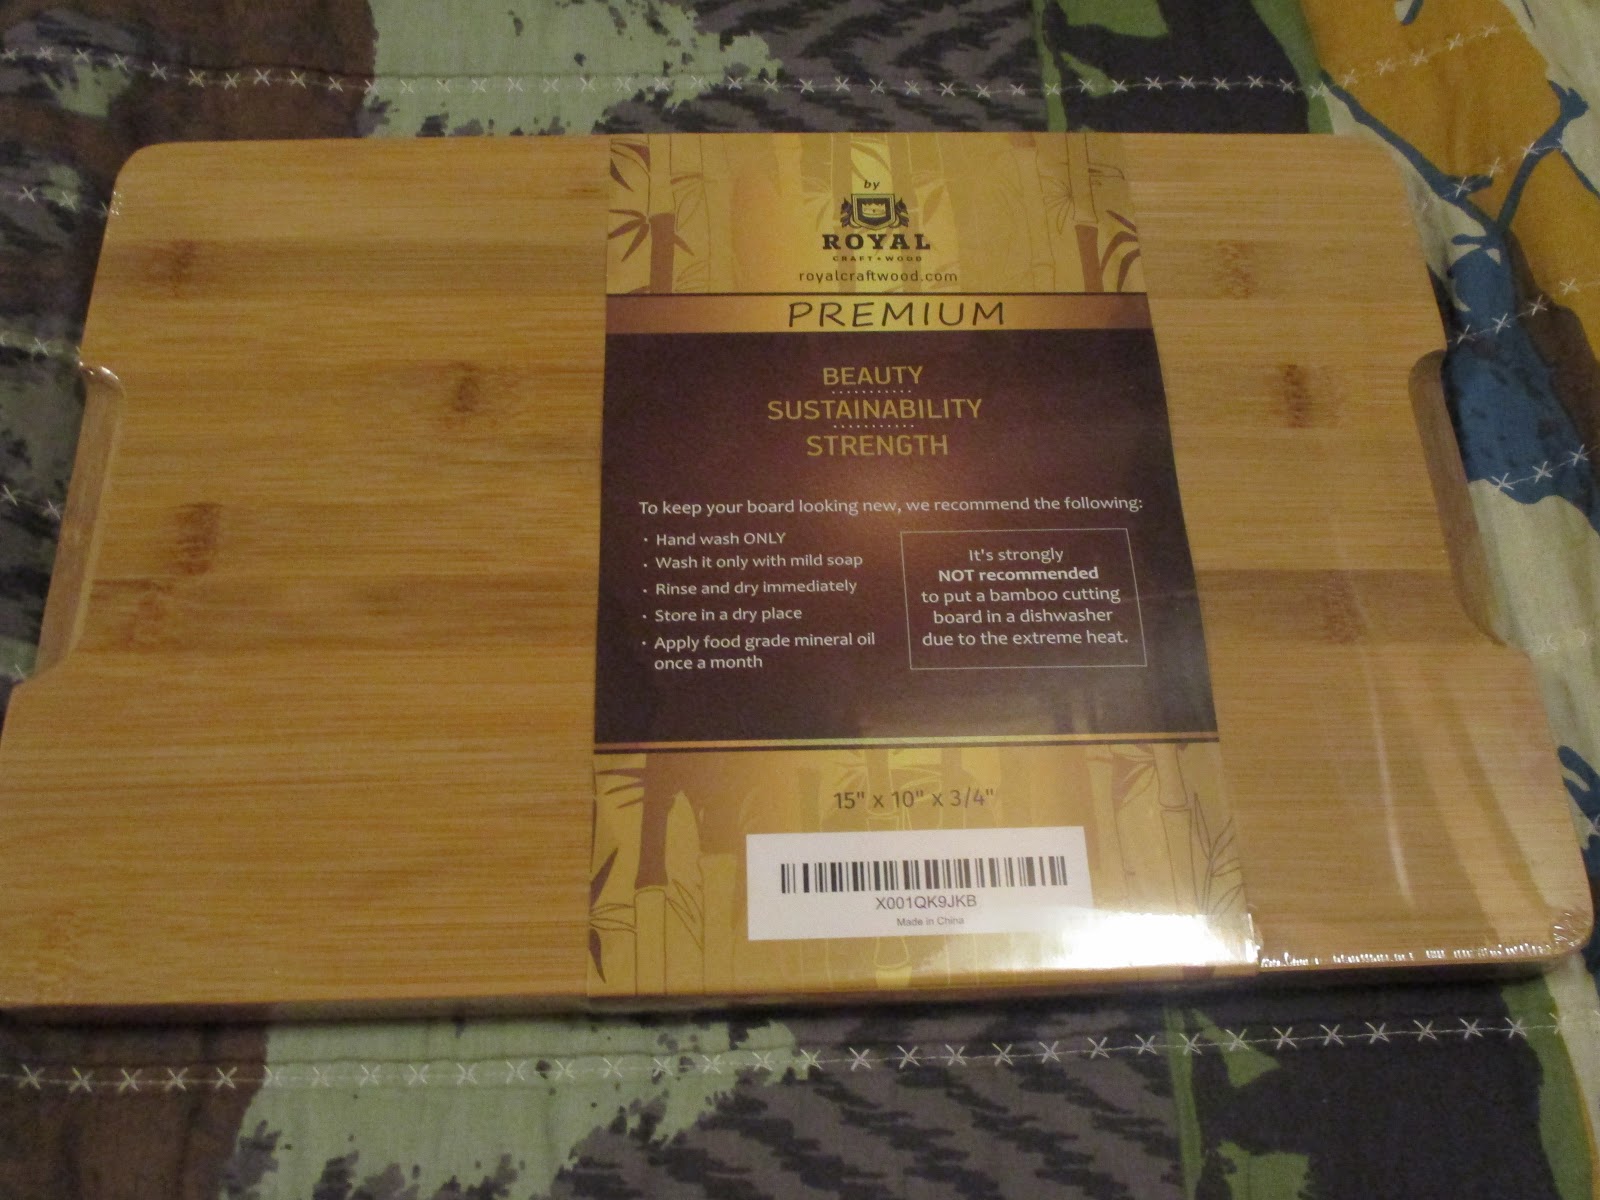 by
ROYAL
CRAFT • WOOD
royalcraftwood.com
PREMIUM
BEAUTY
SUSTAINABILITY
STRENGTH
To keep your board looking new, we recommend the following:
· Hand wash ONLY
· Wash it only with mild soap
· Rinse and dry immediately
· Store in a dry place
· Apply food grade mineral oil
once a month
It's strongly
NOT recommended
to put a bamboo cutting
board in a dishwasher
due to the extreme heat.
15" x 10" x 3/4"
X001QK9JKB
Made in China